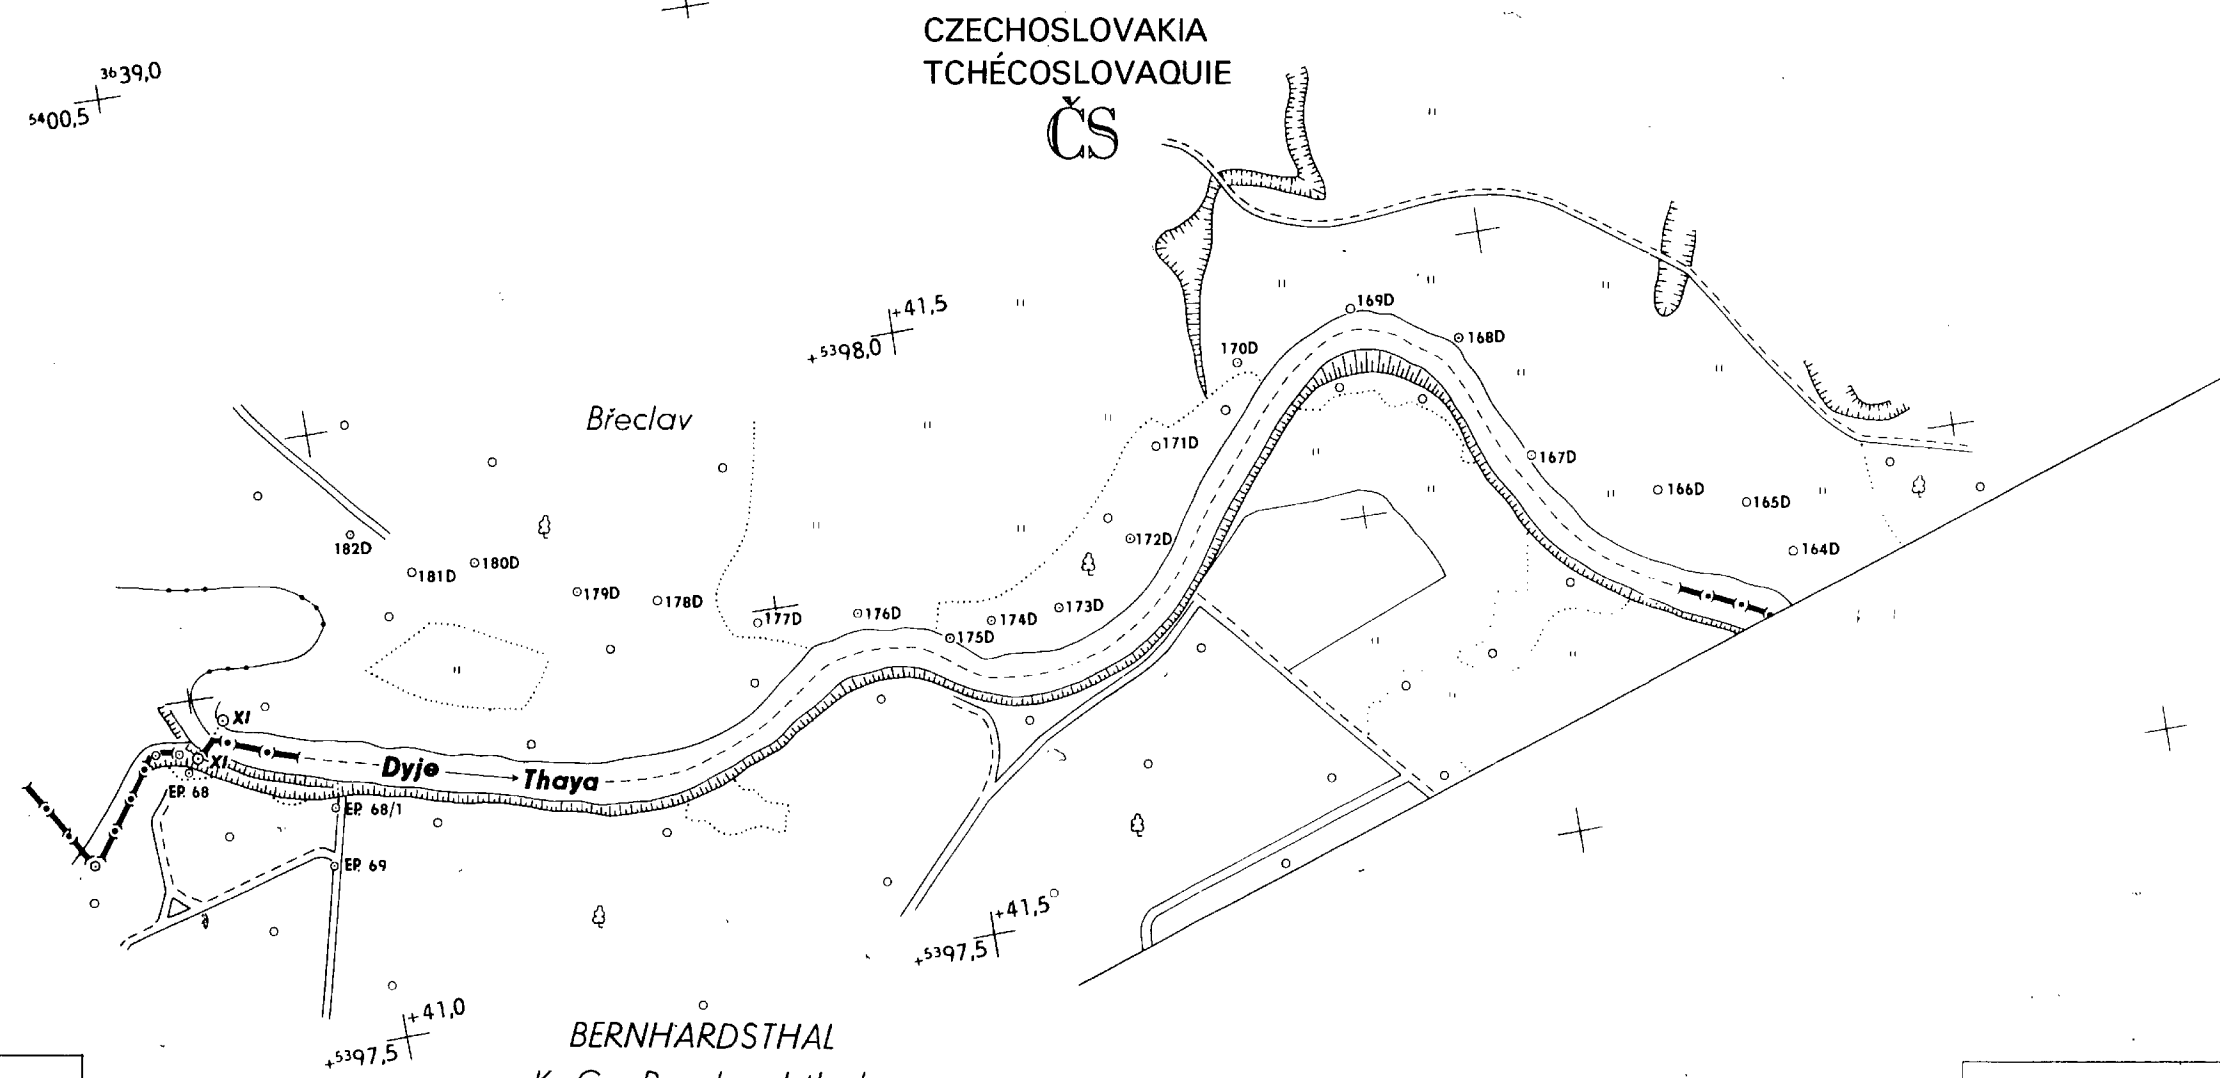 CZECHOSLOVAKIA
TCHÉCOSLOVAQUIE
ČS
3639,0
5400,5
+41,5
+5398,0
169D
168D
170D
Břeclav
171D
167D
166D
165D
182D
172D
164D
181D
180D
179D
178D
177D
176D
175D
174D
173D
XI
XI
Dyje
Thaya
EP. 68
EP. 68/1
EP. 69
+41,5
+5397,5
+41,0
+5397,5
BERNHARDSTHAL